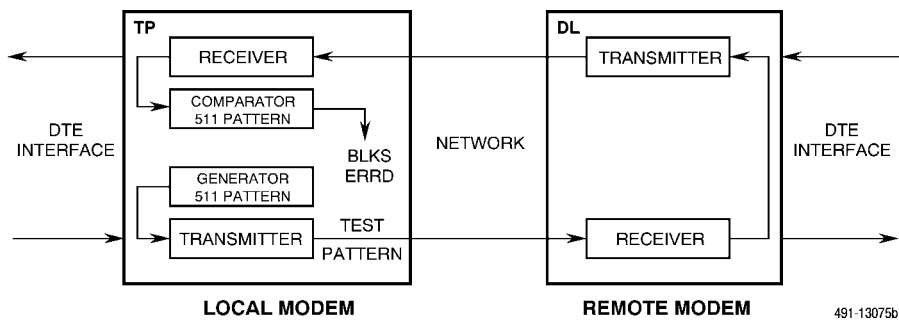 TP
RECEIVER
COMPARATOR
511 PATTERN
BLKS
ERRD
GENERATOR
511 PATTERN
TRANSMITTER
TEST
PATTERN
LOCAL MODEM
DTE
INTERFACE
NETWORK
DL
TRANSMITTER
RECEIVER
REMOTE MODEM
DTE
INTERFACE
491-13075b